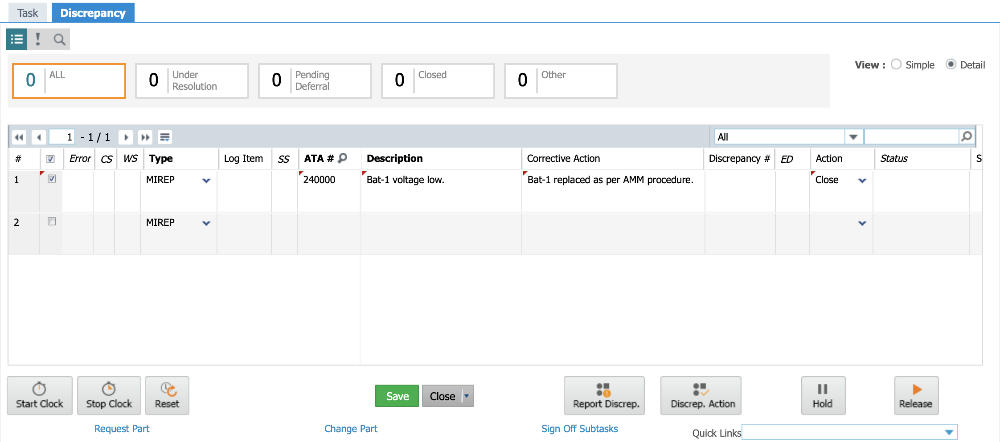 Task Discrepancy
0 ALL 0 Under Resolution 0 Pending Deferral 0 Closed 0 Other View : Simple Detail
1 - 1 / 1 All
# Error CS WS Type Log Item SS ATA # Description Corrective Action Discrepancy # ED Action Status S
1 MIREP 240000 Bat-1 voltage low. Bat-1 replaced as per AMM procedure. Close
2 MIREP
Start Clock Stop Clock Reset Save Close Report Discrep. Discrep. Action Hold Release
Request Part Change Part Sign Off Subtasks Quick Links